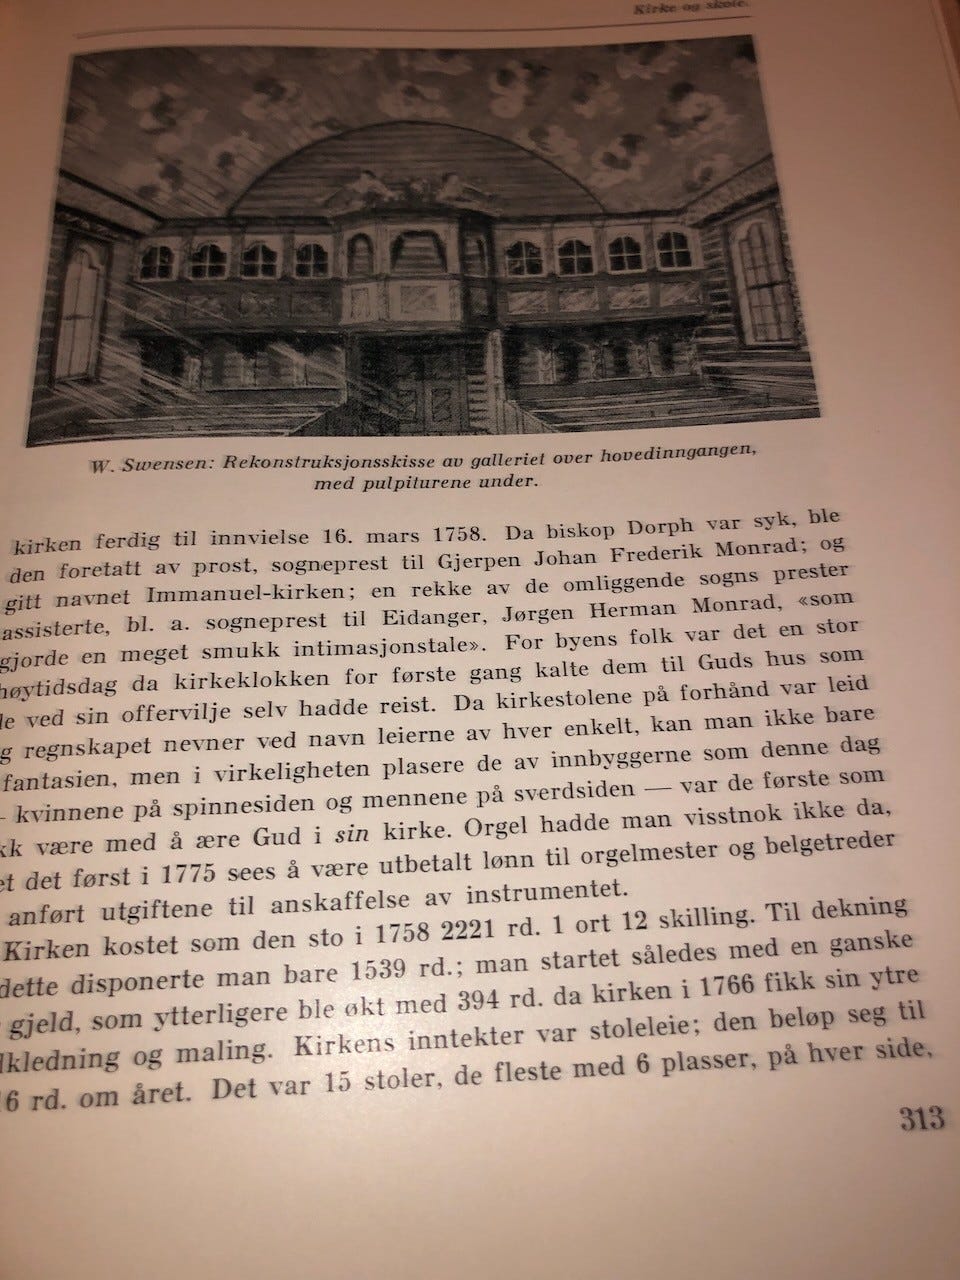 Kirke og skole.
W. Swensen: Rekonstruksjonsskisse av galleriet over hovedinngangen,
med pulpiturene under.
kirken ferdig til innvielse 16. mars 1758. Da biskop Dorph var syk, ble
den foretatt av prost, sogneprest til Gjerpen Johan Frederik Monrad; og
gitt navnet Immanuel-kirken; en rekke av de omliggende sogns prester
assisterte, bl. a. sogneprest til Eidanger, Jørgen Herman Monrad, «som
gjorde en meget smukk intimasjonstale». For byens folk var det en stor
høytidsdag da kirkeklokken for første gang kalte dem til Guds hus som
ved sin offervilje selv hadde reist. Da kirkestolene på forhånd var leid
regnskapet nevner ved navn leierne av hver enkelt, kan man ikke bare
fantasien, men i virkeligheten plasere de av innbyggerne som denne dag
— kvinnene på spinnesiden og mennene på sverdsiden — var de første som
være med å ære Gud i sin kirke. Orgel hadde man visstnok ikke da,
det først i 1775 sees å være utbetalt lønn til orgelmester og belgetreder
anført utgiftene til anskaffelse av instrumentet.
Kirken kostet som den sto i 1758 2221 rd. 1 ort 12 skilling. Til dekning
dette disponerte man bare 1539 rd.; man startet således med en ganske
gjeld, som ytterligere ble økt med 394 rd. da kirken i 1766 fikk sin ytre
og maling. Kirkens inntekter var stoleleie; den beløp seg til
6 rd. om året. Det var 15 stoler, de fleste med 6 plasser, på hver side,
313